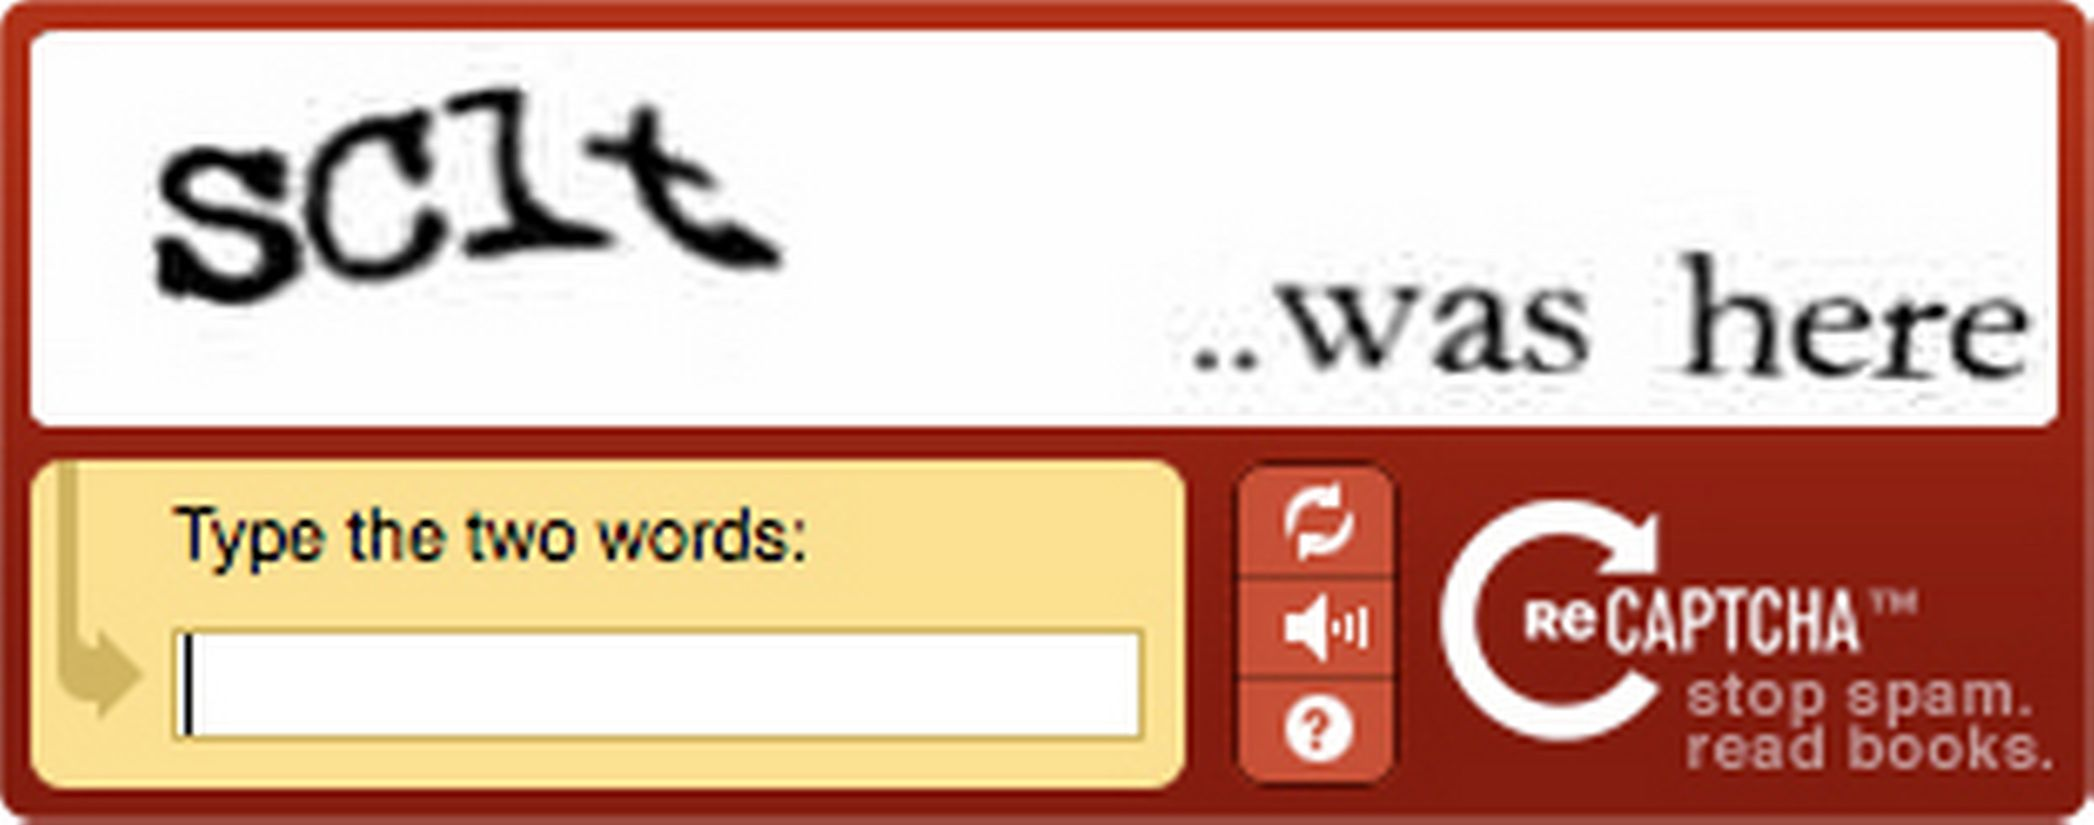 sclt
..was here
Type the two words:
ReCAPTCHA™
stop spam.
read books.